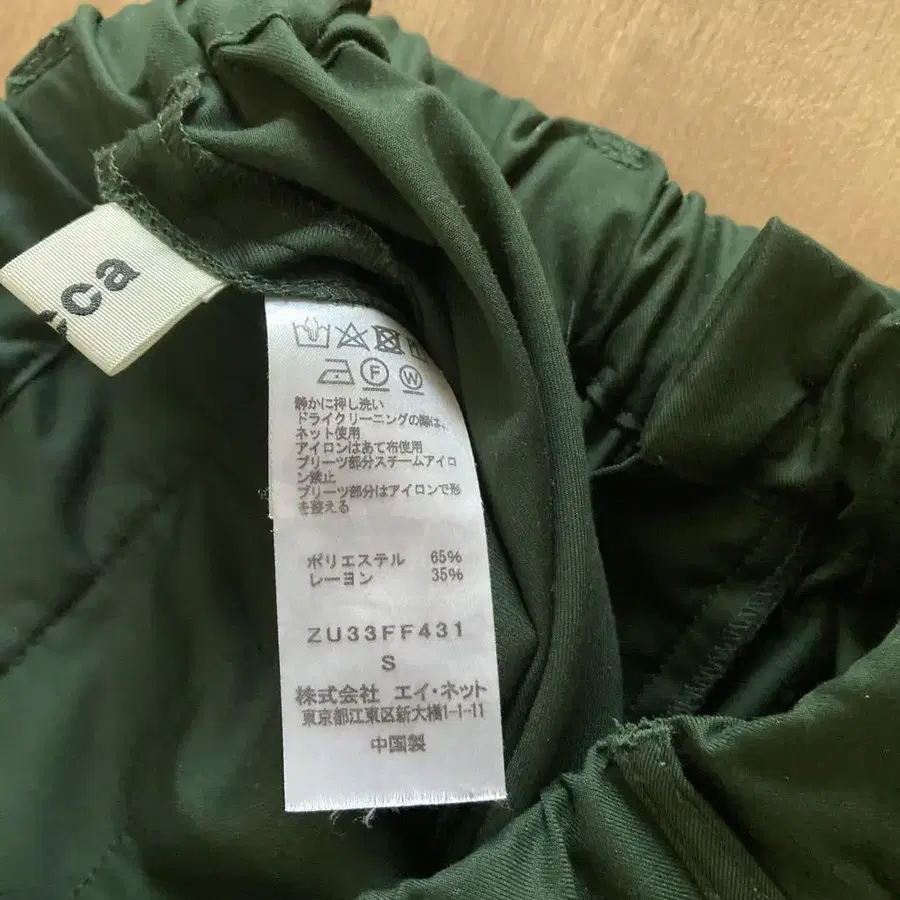 cca
F W
静かに押し洗い
ドライクリーニングの際は、
ネット使用
アイロンはあて布使用
プリーツ部分スチームアイロ
ン禁止
プリーツ部分はアイロンで形
を整える
ポリエステル 65%
レーヨン 35%
ZU33FF431
S
株式会社 エイ・ネット
東京都江東区新大橋1-1-11
中国製